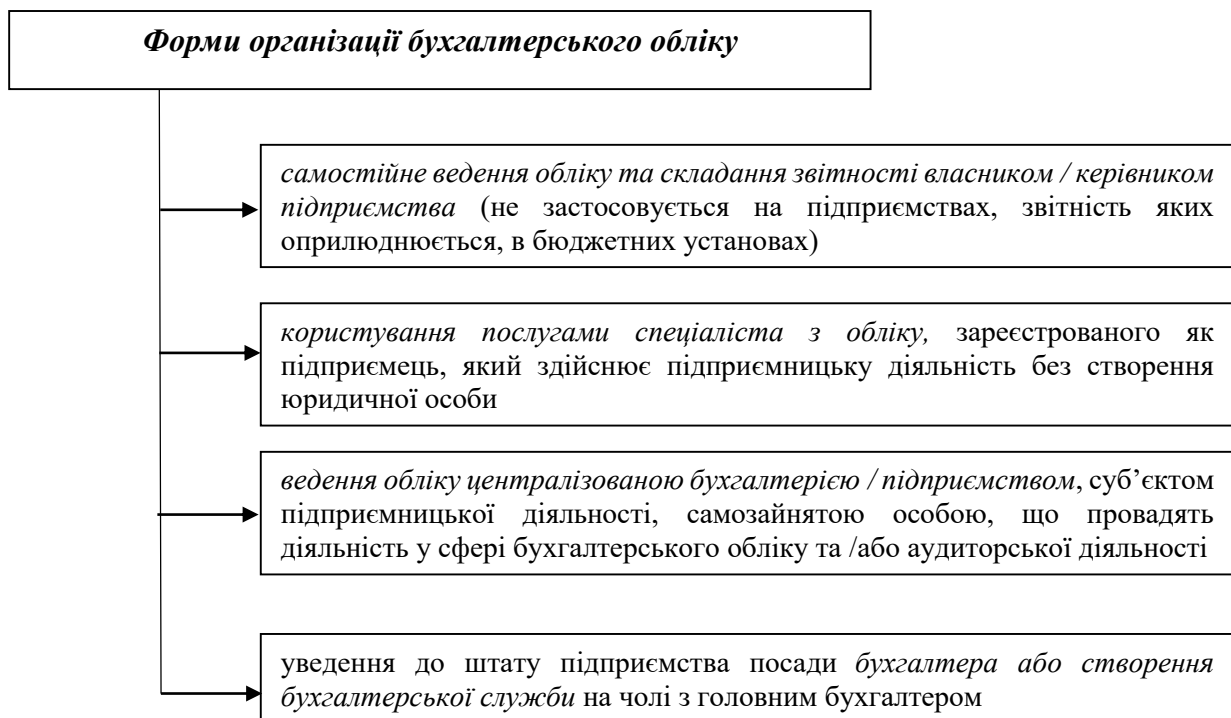 Форми організації бухгалтерського обліку
самостійне ведення обліку та складання звітності власником / керівником
підприємства (не застосовується на підприємствах, звітність яких
оприлюднюється, в бюджетних установах)
користування послугами спеціаліста з обліку, зареєстрованого як
підприємець, який здійснює підприємницьку діяльність без створення
юридичної особи
ведення обліку централізованою бухгалтерією / підприємством, суб’єктом
підприємницької діяльності, самозайнятою особою, що провадять
діяльність у сфері бухгалтерського обліку та /або аудиторської діяльності
уведення до штату підприємства посади бухгалтера або створення
бухгалтерської служби на чолі з головним бухгалтером